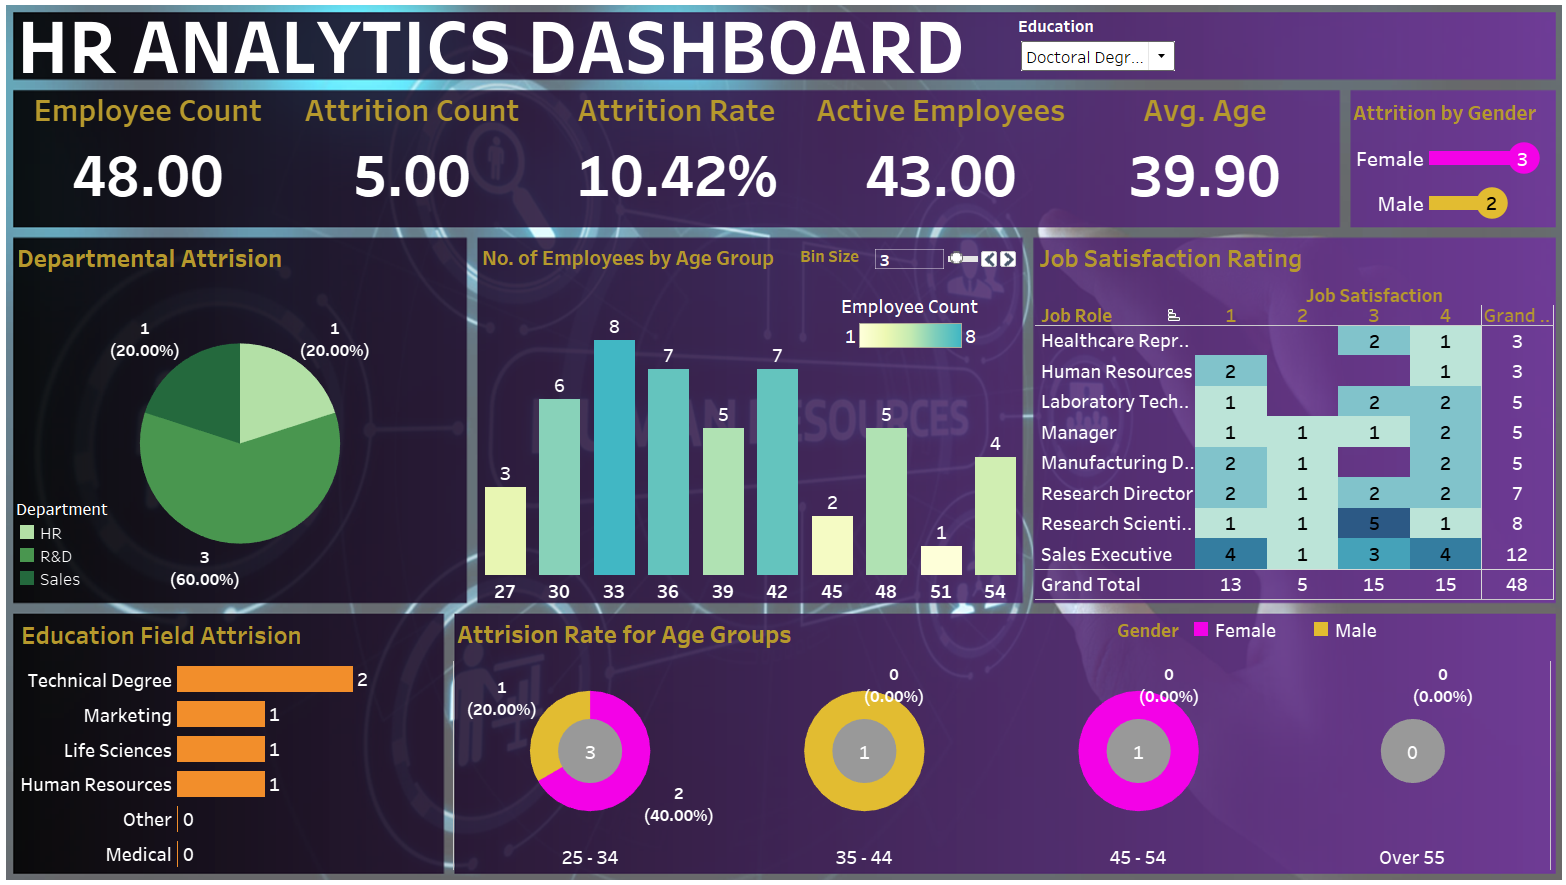 HR ANALYTICS DASHBOARD
Education
Doctoral Degr...
Employee Count
Attrition Count
Attrition Rate
Active Employees
Avg. Age
48.00
5.00
10.42%
43.00
39.90
Attrition by Gender
Female 3
Male 2
Departmental Attrision
1
(20.00%)
1
(20.00%)
3
(60.00%)
Department
HR
R&D
Sales
No. of Employees by Age Group
Bin Size 3
Employee Count
1 8
3 6 8 7 5 7 2 5 1 4
27 30 33 36 39 42 45 48 51 54
HUMAN RESOURCES
Job Satisfaction Rating
Job Satisfaction
Job Role 1 2 3 4 Grand ..
Healthcare Repr.. 2 1 3
Human Resources 2 1 3
Laboratory Tech.. 1 2 2 5
Manager 1 1 1 2 5
Manufacturing D.. 2 1 2 5
Research Director 2 1 2 2 7
Research Scienti.. 1 1 5 1 8
Sales Executive 4 1 3 4 12
Grand Total 13 5 15 15 48
Education Field Attrision
Technical Degree 2
Marketing 1
Life Sciences 1
Human Resources 1
Other 0
Medical 0
Attrision Rate for Age Groups
Gender Female Male
1
(20.00%)
3
2
(40.00%)
25 - 34
0
(0.00%)
1
35 - 44
0
(0.00%)
1
45 - 54
0
(0.00%)
0
Over 55